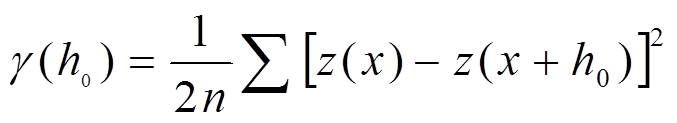 γ(h₀) = 1/2n ∑ [z(x) − z(x + h₀)]²